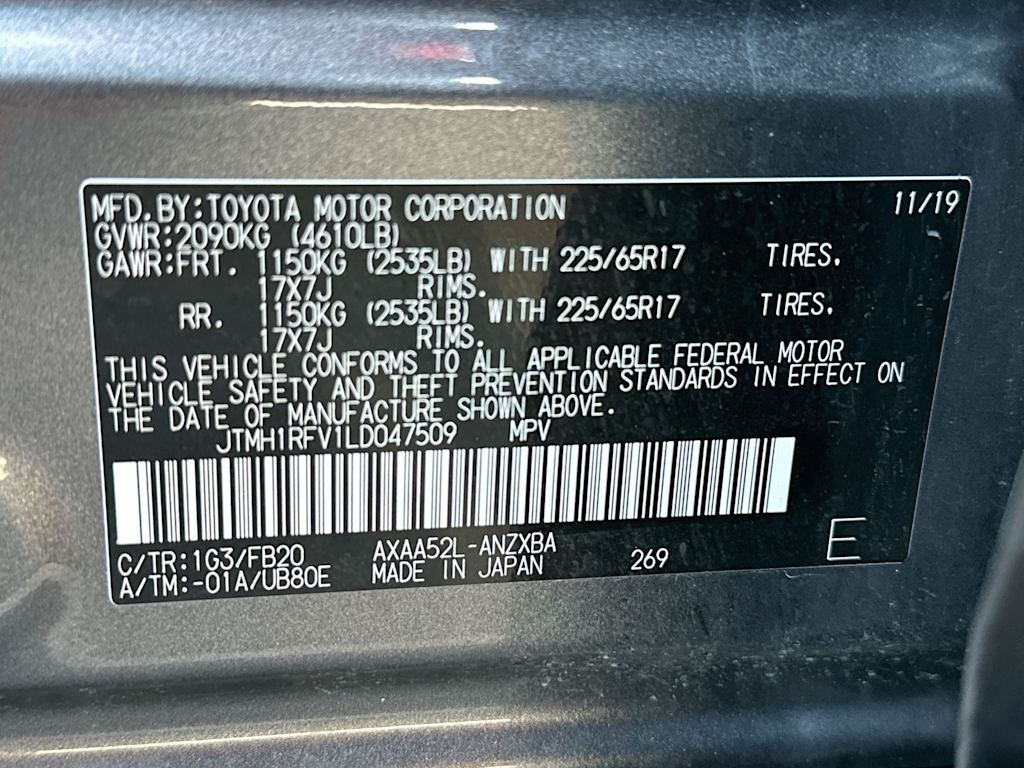 MFD.BY:TOYOTA MOTOR CORPORATION 11/19
GVWR:2090KG (4610LB)
GAWR:FRT. 1150KG (2535LB) WITH 225/65R17 TIRES.
17X7J RIMS.
RR. 1150KG (2535LB) WITH 225/65R17 TIRES.
17X7J RIMS.
THIS VEHICLE CONFORMS TO ALL APPLICABLE FEDERAL MOTOR
VEHICLE SAFETY AND THEFT PREVENTION STANDARDS IN EFFECT ON
THE DATE OF MANUFACTURE SHOWN ABOVE.
JTMH1RFV1LD047509 MPV
C/TR:1G3/FB20 AXAA52L-ANZXBA 269 E
A/TM:-01A/UB80E MADE IN JAPAN